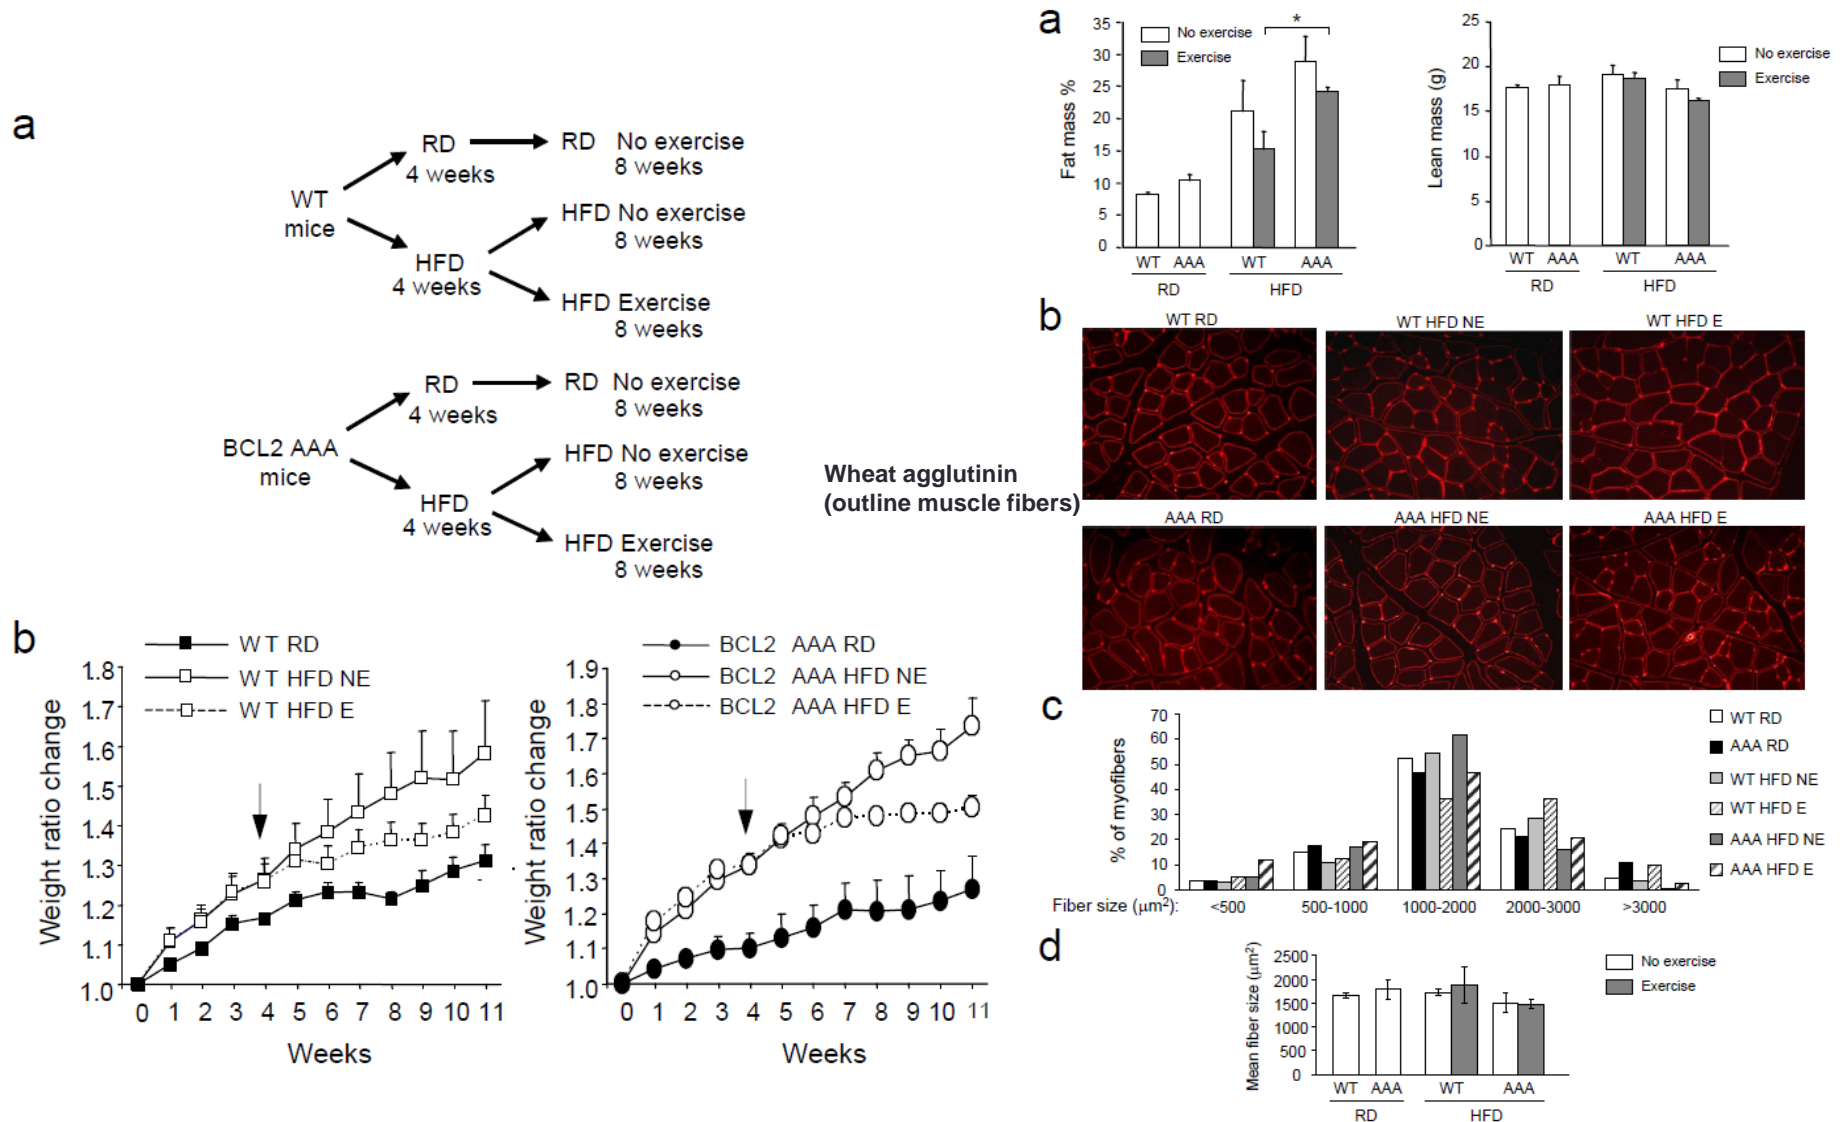 a
WT
mice
RD
4 weeks
RD No exercise
8 weeks
HFD
4 weeks
HFD No exercise
8 weeks
HFD Exercise
8 weeks
BCL2 AAA
mice
RD
4 weeks
RD No exercise
8 weeks
HFD
4 weeks
HFD No exercise
8 weeks
HFD Exercise
8 weeks
b
WT RD
WT HFD NE
WT HFD E
Weight ratio change
1.8
1.7
1.6
1.5
1.4
1.3
1.2
1.1
1.0
0 1 2 3 4 5 6 7 8 9 10 11
Weeks
BCL2 AAA RD
BCL2 AAA HFD NE
BCL2 AAA HFD E
Weight ratio change
1.9
1.8
1.7
1.6
1.5
1.4
1.3
1.2
1.1
1.0
0 1 2 3 4 5 6 7 8 9 10 11
Weeks
a
Fat mass %
35
30
25
20
15
10
5
0
No exercise
Exercise
*
WT AAA WT AAA
RD HFD
Lean mass (g)
25
20
15
10
5
0
No exercise
Exercise
WT AAA WT AAA
RD HFD
b
Wheat agglutinin
(outline muscle fibers)
WT RD
WT HFD NE
WT HFD E
AAA RD
AAA HFD NE
AAA HFD E
c
% of myofibers
70
60
50
40
30
20
10
0
Fiber size (µm²): <500 500-1000 1000-2000 2000-3000 >3000
WT RD
AAA RD
WT HFD NE
WT HFD E
AAA HFD NE
AAA HFD E
d
Mean fiber size (µm²)
2500
2000
1500
1000
500
0
No exercise
Exercise
WT AAA WT AAA
RD HFD